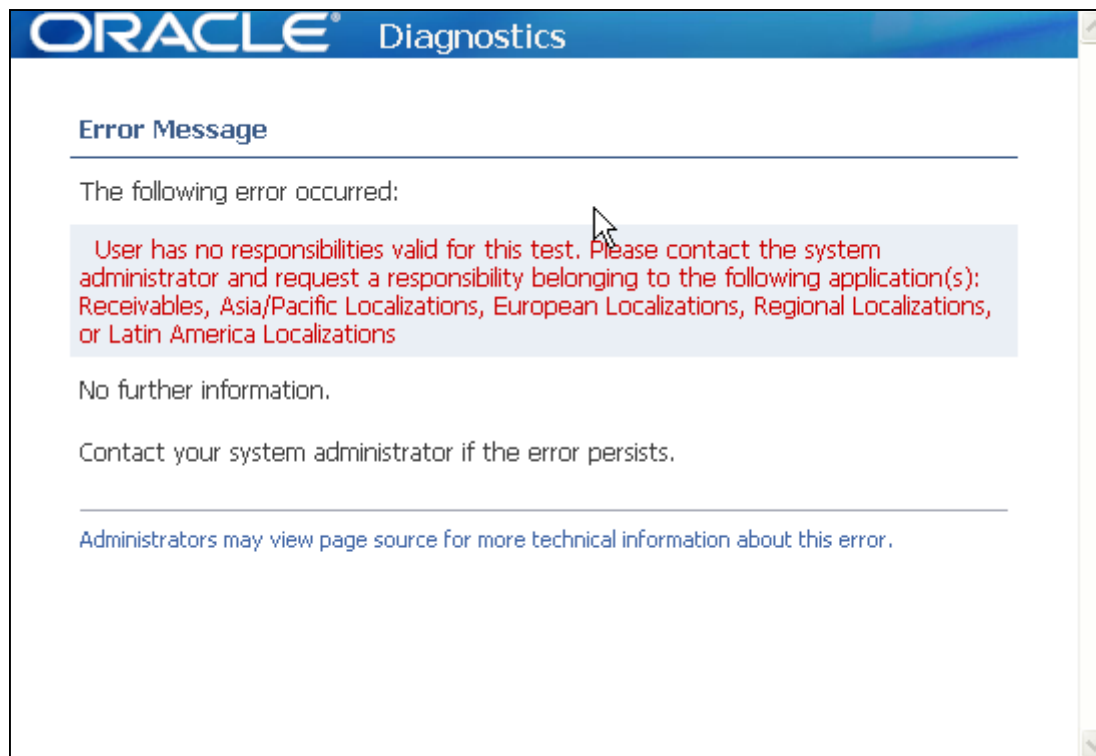 ORACLE® Diagnostics
Error Message
The following error occurred:
User has no responsibilities valid for this test. Please contact the system
administrator and request a responsibility belonging to the following application(s):
Receivables, Asia/Pacific Localizations, European Localizations, Regional Localizations,
or Latin America Localizations
No further information.
Contact your system administrator if the error persists.
Administrators may view page source for more technical information about this error.